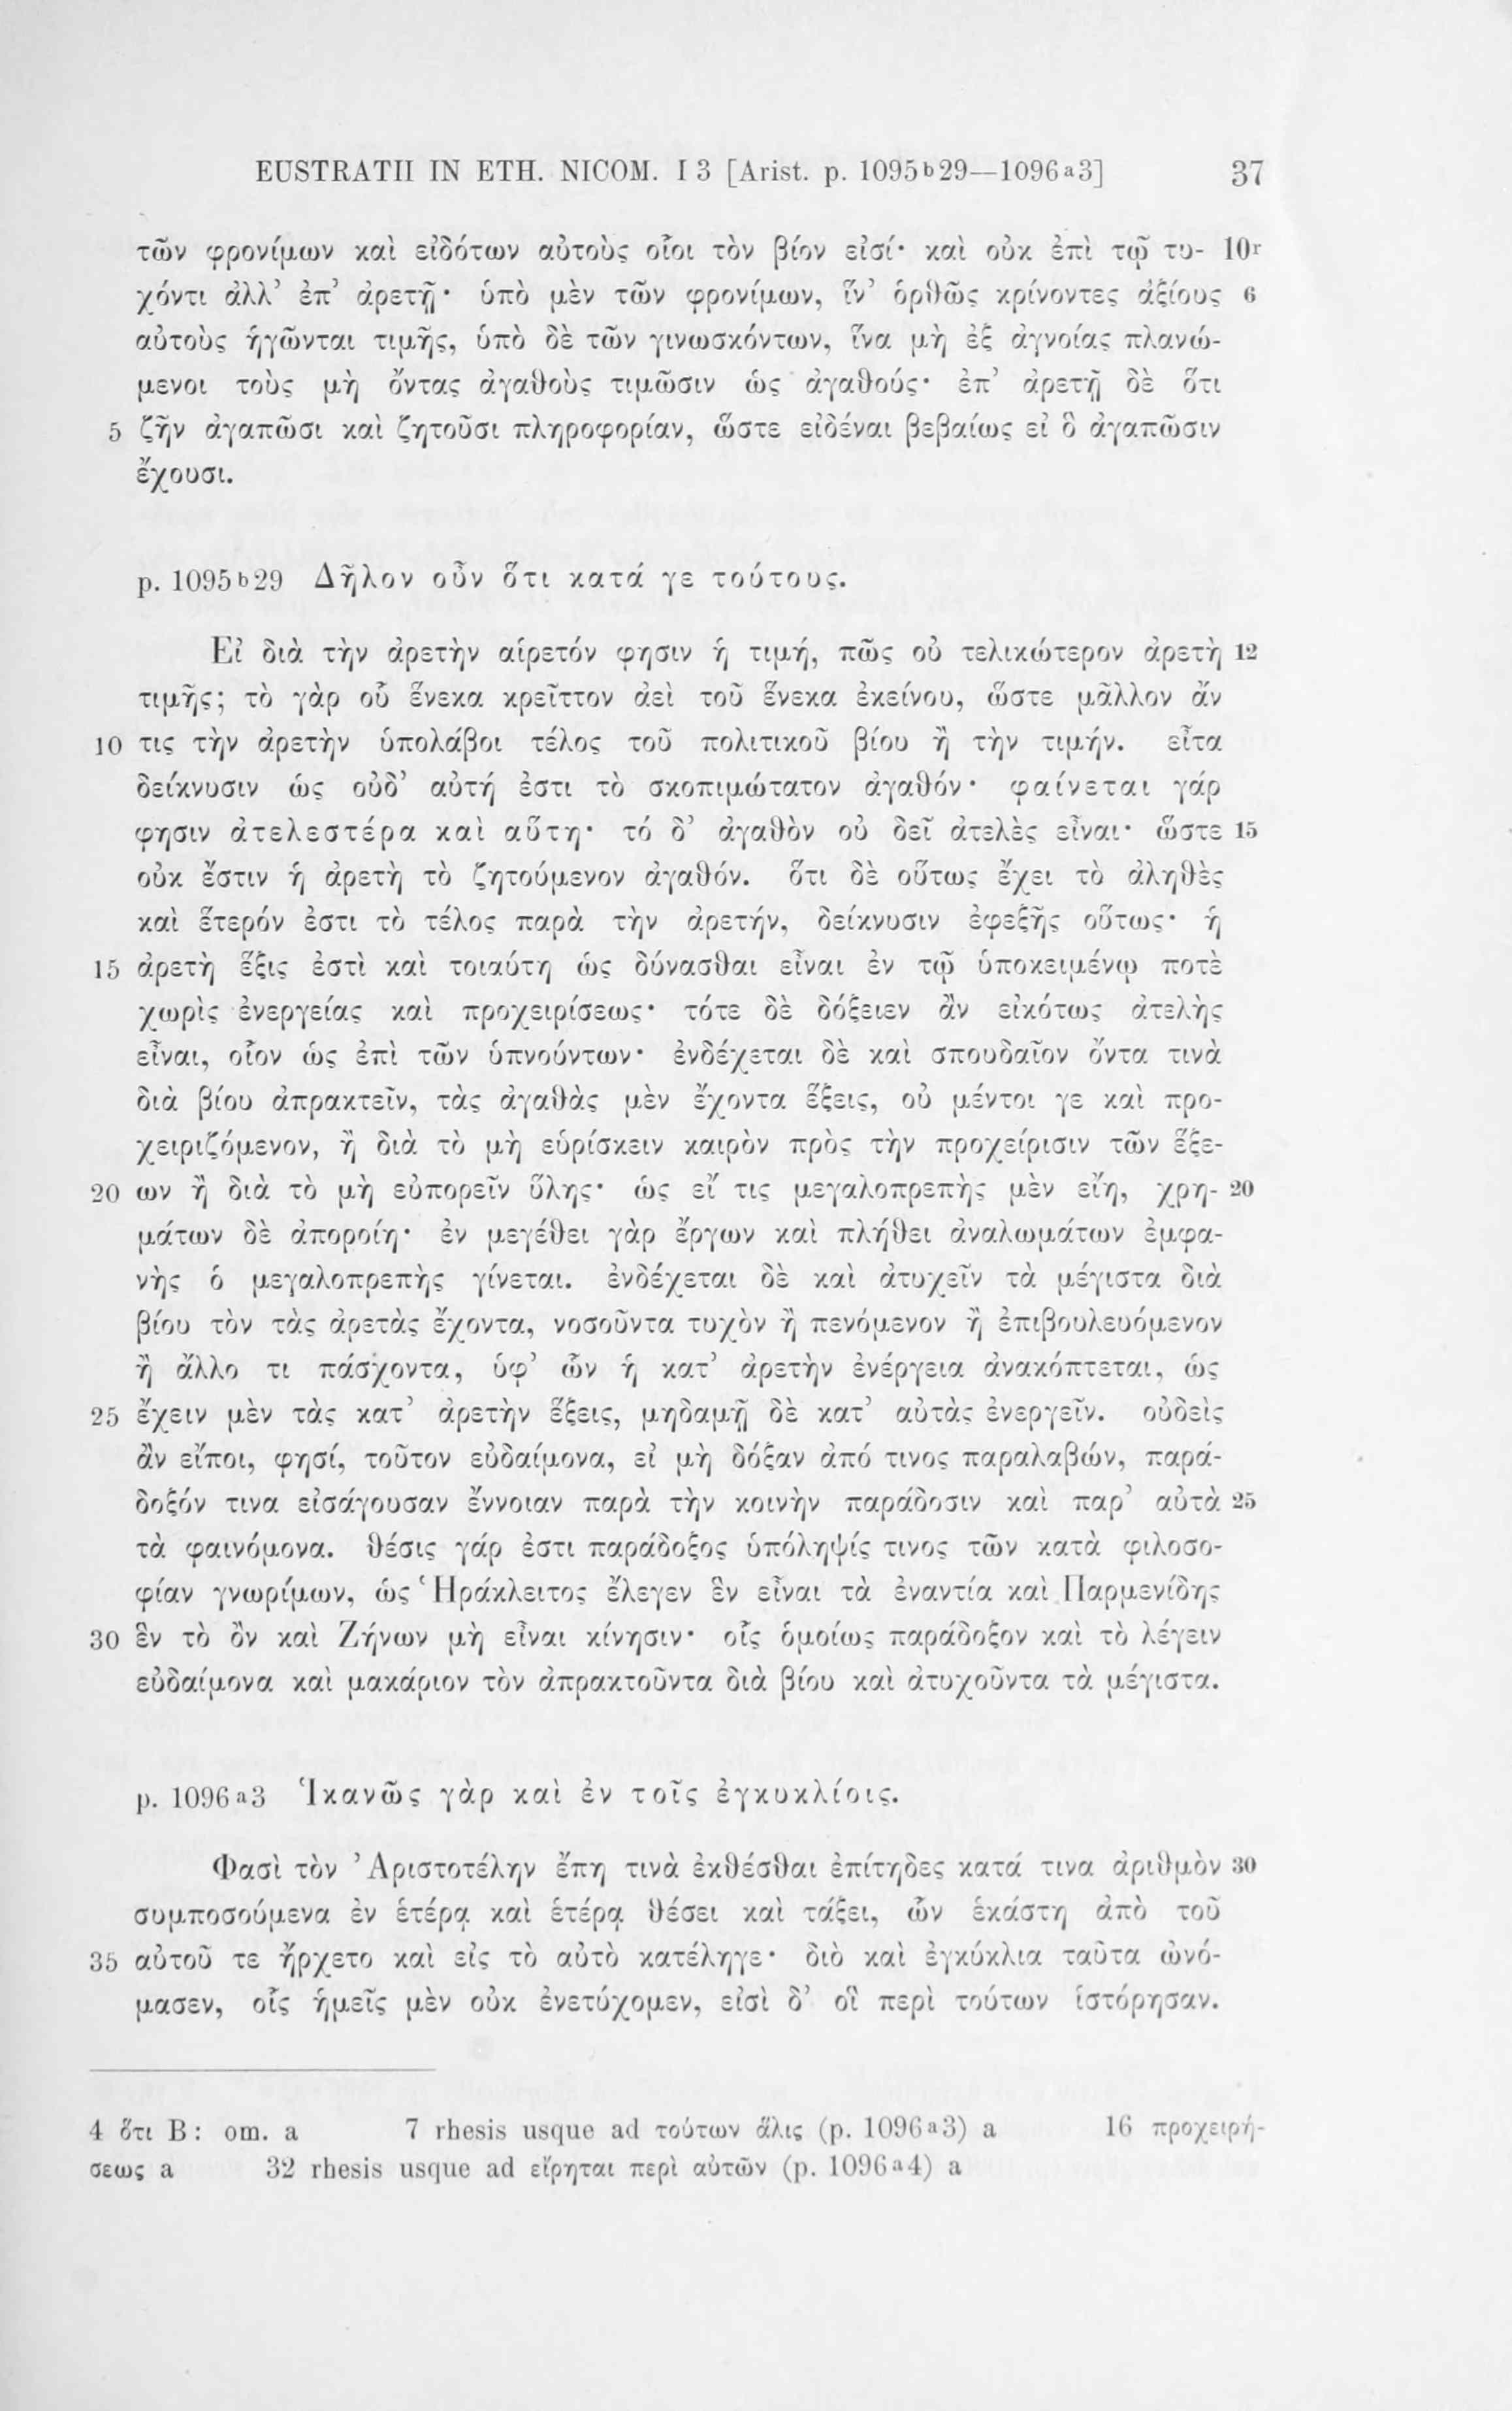 EUSTRATII IN ETH. NICOM. I 3 [Arist. p. 1095b29—1096a3] 37
τῶν φρονίμων καὶ εἰδότων αὐτοὺς οἷοι τὸν βίον εἰσί· καὶ οὐκ ἐπὶ τῷ τυ- 10r
χόντι ἀλλ’ ἐπ’ ἀρετῇ· ὑπὸ μὲν τῶν φρονίμων, ἵν’ ὀρθῶς κρίνοντες ἀξίους 6
αὐτοὺς ἡγῶνται τιμῆς, ὑπὸ δὲ τῶν γινωσκόντων, ἵνα μὴ ἐξ ἀγνοίας πλανώ-
μενοι τοὺς μὴ ὄντας ἀγαθοὺς τιμῶσιν ὡς ἀγαθούς· ἐπ’ ἀρετῇ δὲ ὅτι
5 ζῆν ἀγαπῶσι καὶ ζητοῦσι πληροφορίαν, ὥστε εἰδέναι βεβαίως εἰ ὃ ἀγαπῶσιν
ἔχουσι.
p. 1095b29 Δῆλον οὖν ὅτι κατά γε τούτους.
Εἰ διὰ τὴν ἀρετὴν αἱρετόν φησιν ἡ τιμή, πῶς οὐ τελικώτερον ἀρετὴ 12
τιμῆς; τὸ γὰρ οὗ ἕνεκα κρεῖττον ἀεὶ τοῦ ἕνεκα ἐκείνου, ὥστε μᾶλλον ἄν
10 τις τὴν ἀρετὴν ὑπολάβοι τέλος τοῦ πολιτικοῦ βίου ἢ τὴν τιμήν. εἶτα
δείκνυσιν ὡς οὐδ’ αὐτή ἐστι τὸ σκοπιμώτατον ἀγαθόν· φαίνεται γάρ
φησιν ἀτελεστέρα καὶ αὕτη· τό δ’ ἀγαθὸν οὐ δεῖ ἀτελὲς εἶναι· ὥστε 15
οὐκ ἔστιν ἡ ἀρετὴ τὸ ζητούμενον ἀγαθόν. ὅτι δὲ οὕτως ἔχει τὸ ἀληθὲς
καὶ ἕτερόν ἐστι τὸ τέλος παρὰ τὴν ἀρετήν, δείκνυσιν ἐφεξῆς οὕτως· ἡ
15 ἀρετὴ ἕξις ἐστὶ καὶ τοιαύτη ὡς δύνασθαι εἶναι ἐν τῷ ὑποκειμένῳ ποτὲ
χωρὶς ἐνεργείας καὶ προχειρίσεως· τότε δὲ δόξειεν ἂν εἰκότως ἀτελὴς
εἶναι, οἷον ὡς ἐπὶ τῶν ὑπνούντων· ἐνδέχεται δὲ καὶ σπουδαῖον ὄντα τινὰ
διὰ βίου ἀπρακτεῖν, τὰς ἀγαθὰς μὲν ἔχοντα ἕξεις, οὐ μέντοι γε καὶ προ-
χειριζόμενον, ἢ διὰ τὸ μὴ εὑρίσκειν καιρὸν πρὸς τὴν προχείρισιν τῶν ἕξε-
20 ων ἢ διὰ τὸ μὴ εὐπορεῖν ὕλης· ὡς εἴ τις μεγαλοπρεπὴς μὲν εἴη, χρη- 20
μάτων δὲ ἀποροίη· ἐν μεγέθει γὰρ ἔργων καὶ πλήθει ἀναλωμάτων ἐμφα-
νὴς ὁ μεγαλοπρεπὴς γίνεται. ἐνδέχεται δὲ καὶ ἀτυχεῖν τὰ μέγιστα διὰ
βίου τὸν τὰς ἀρετὰς ἔχοντα, νοσοῦντα τυχὸν ἢ πενόμενον ἢ ἐπιβουλευόμενον
ἢ ἄλλο τι πάσχοντα, ὑφ’ ὧν ἡ κατ’ ἀρετὴν ἐνέργεια ἀνακόπτεται, ὡς
25 ἔχειν μὲν τὰς κατ’ ἀρετὴν ἕξεις, μηδαμῇ δὲ κατ’ αὐτὰς ἐνεργεῖν. οὐδεὶς
ἂν εἴποι, φησί, τοῦτον εὐδαίμονα, εἰ μὴ δόξαν ἀπό τινος παραλαβών, παρά-
δοξόν τινα εἰσάγουσαν ἔννοιαν παρὰ τὴν κοινὴν παράδοσιν καὶ παρ’ αὐτὰ 25
τὰ φαινόμονα. θέσις γάρ ἐστι παράδοξος ὑπόληψίς τινος τῶν κατὰ φιλοσο-
φίαν γνωρίμων, ὡς Ἡράκλειτος ἔλεγεν ἓν εἶναι τὰ ἐναντία καὶ Παρμενίδης
30 ἓν τὸ ὂν καὶ Ζήνων μὴ εἶναι κίνησιν· οἷς ὁμοίως παράδοξον καὶ τὸ λέγειν
εὐδαίμονα καὶ μακάριον τὸν ἀπρακτοῦντα διὰ βίου καὶ ἀτυχοῦντα τὰ μέγιστα.
p. 1096a3 Ἱκανῶς γὰρ καὶ ἐν τοῖς ἐγκυκλίοις.
Φασὶ τὸν Ἀριστοτέλην ἔπη τινὰ ἐκθέσθαι ἐπίτηδες κατά τινα ἀριθμὸν 30
συμποσούμενα ἐν ἑτέρᾳ καὶ ἑτέρᾳ θέσει καὶ τάξει, ὧν ἑκάστη ἀπὸ τοῦ
35 αὐτοῦ τε ἤρχετο καὶ εἰς τὸ αὐτὸ κατέληγε· διὸ καὶ ἐγκύκλια ταῦτα ὠνό-
μασεν, οἷς ἡμεῖς μὲν οὐκ ἐνετύχομεν, εἰσὶ δ’ οἳ περὶ τούτων ἱστόρησαν.
4 ὅτι B: om. a 7 rhesis usque ad τούτων ἅλις (p. 1096a3) a 16 προχειρή-
σεως a 32 rhesis usque ad εἴρηται περὶ αὐτῶν (p. 1096a4) a